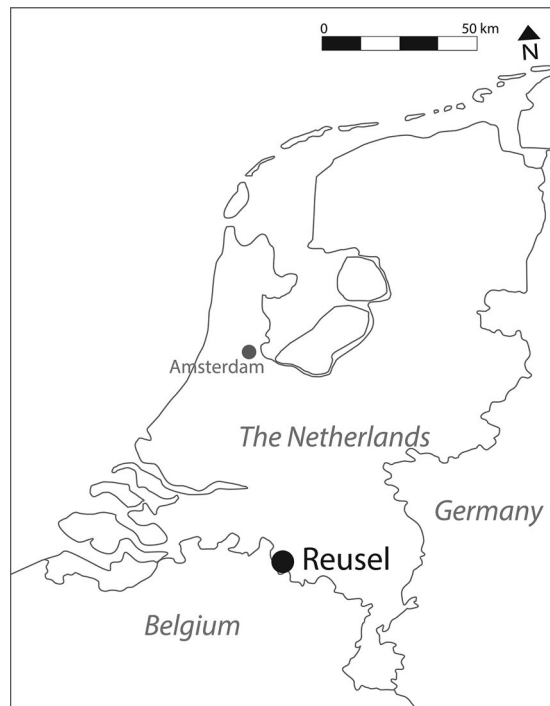 0 50 km
N
Amsterdam
The Netherlands
Germany
Reusel
Belgium